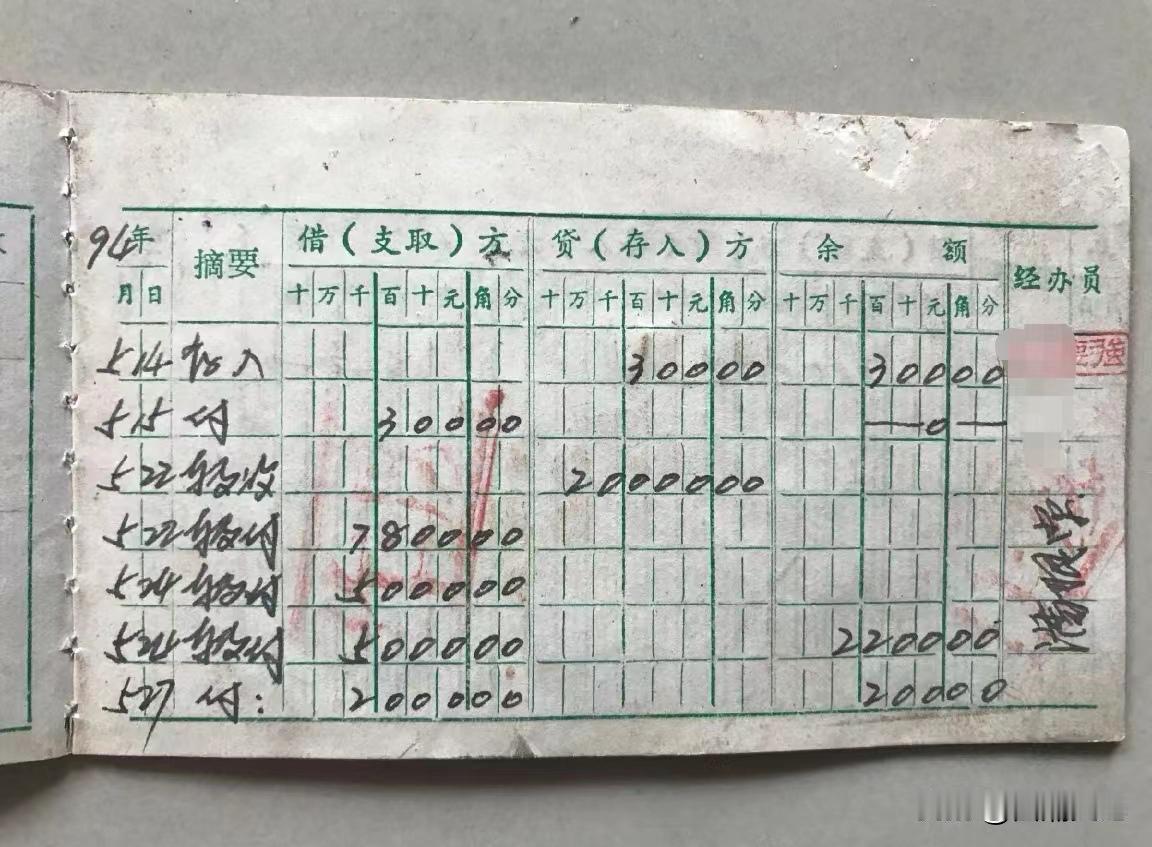 94年 摘要 借(支取)方 贷(存入)方 余 额 经办员
月 日 十 万 千 百 十 元 角 分 十 万 千 百 十 元 角 分 十 万 千 百 十 元 角 分
5 14 存入 30000 30000 强
5 15 付 30000 —0—
5 22 转收 2000000
5 22 转付 780000
5 24 转付 500000
5 24 转付 500000 220000
5 27 付: 200000 20000